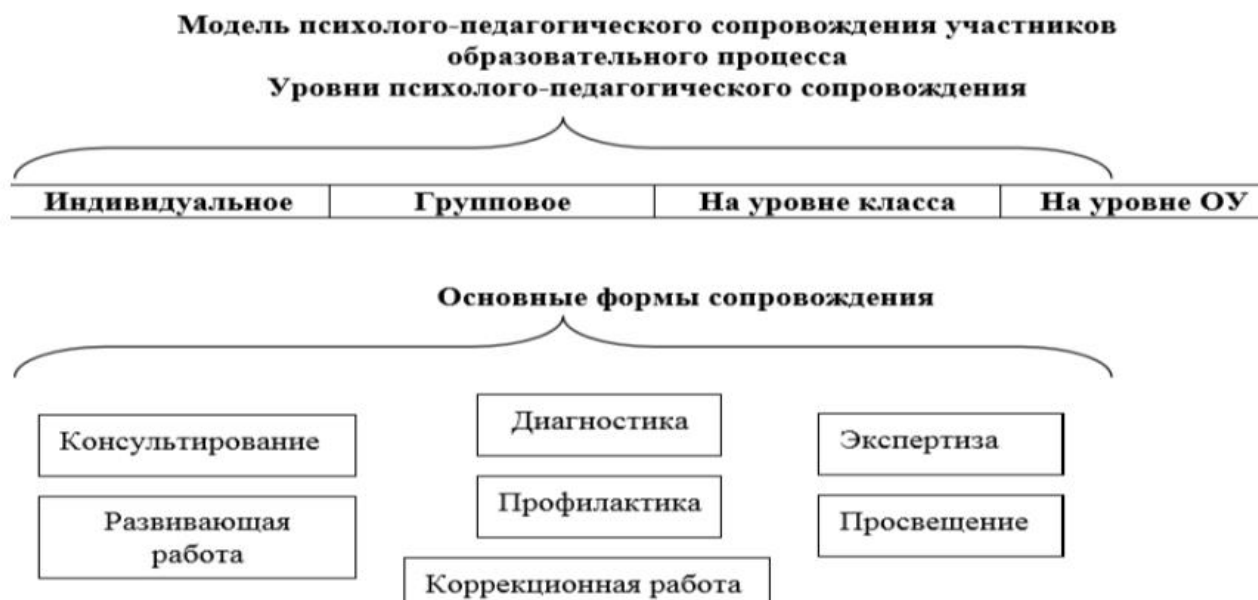 Модель психолого-педагогического сопровождения участников
образовательного процесса
Уровни психолого-педагогического сопровождения
Индивидуальное Групповое На уровне класса На уровне ОУ
Основные формы сопровождения
Консультирование
Развивающая
работа
Диагностика
Профилактика
Коррекционная работа
Экспертиза
Просвещение